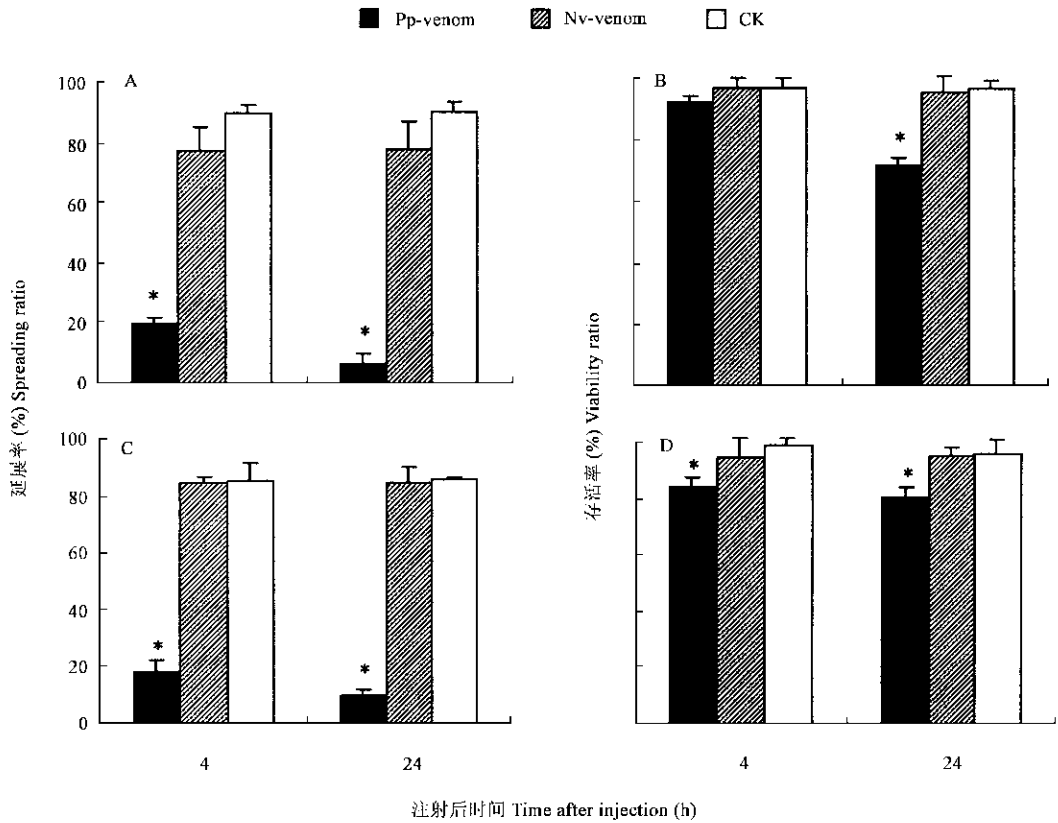 Pp-venom Nv-venom CK
A
100
80
60
40
20
0
*
*
B
*
延展率 (%) Spreading ratio
存活率 (%) Viability ratio
C
100
80
60
40
20
0
*
*
D
*
*
4 24 4 24
注射后时间 Time after injection (h)